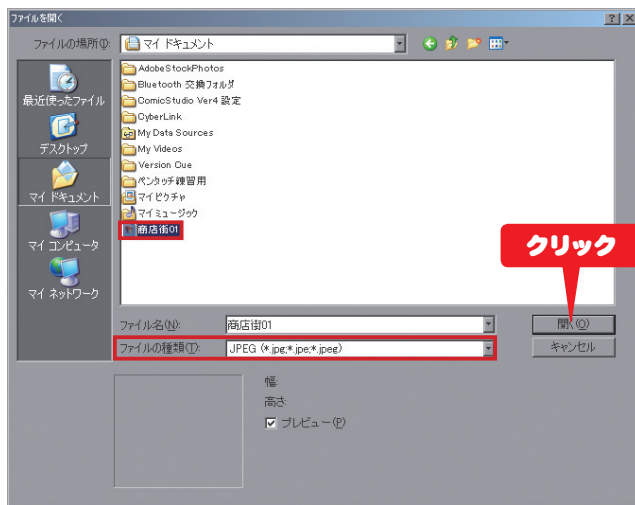 ファイルを開く
ファイルの場所(I):
マイ ドキュメント
最近使ったファイル
デスクトップ
マイ ドキュメント
マイ コンピュータ
マイ ネットワーク
AdobeStockPhotos
Bluetooth 交換フォルダ
ComicStudio Ver4 設定
CyberLink
My Data Sources
My Videos
Version Cue
ペンタッチ練習用
マイ ピクチャ
マイ ミュージック
商店街01
クリック
ファイル名(N):
商店街01
開く(O)
ファイルの種類(T):
JPEG (*.jpg;*.jpe;*.jpeg)
キャンセル
幅:
高さ:
プレビュー(P)